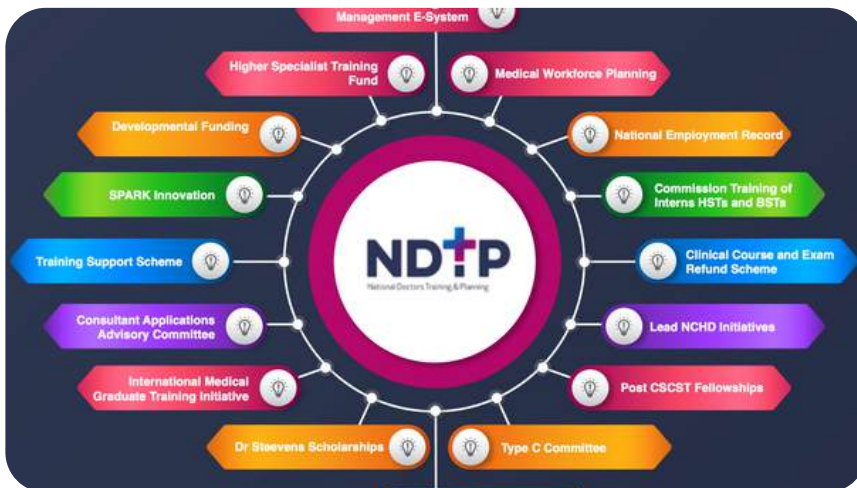 Management E-System
Higher Specialist Training
Fund
Medical Workforce Planning
Developmental Funding
National Employment Record
SPARK Innovation
Commission Training of
Interns HSTs and BSTs
Training Support Scheme
Clinical Course and Exam
Refund Scheme
NDTP
National Doctors Training & Planning
Consultant Applications
Advisory Committee
Lead NCHD Initiatives
International Medical
Graduate Training Initiative
Post CSCST Fellowships
Dr Steevens Scholarships
Type C Committee